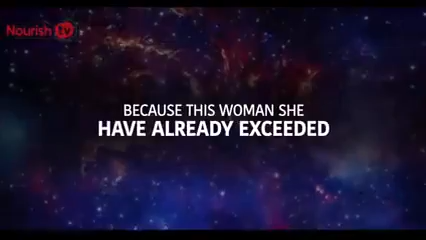 Nourish tv
BECAUSE THIS WOMAN SHE
HAVE ALREADY EXCEEDED